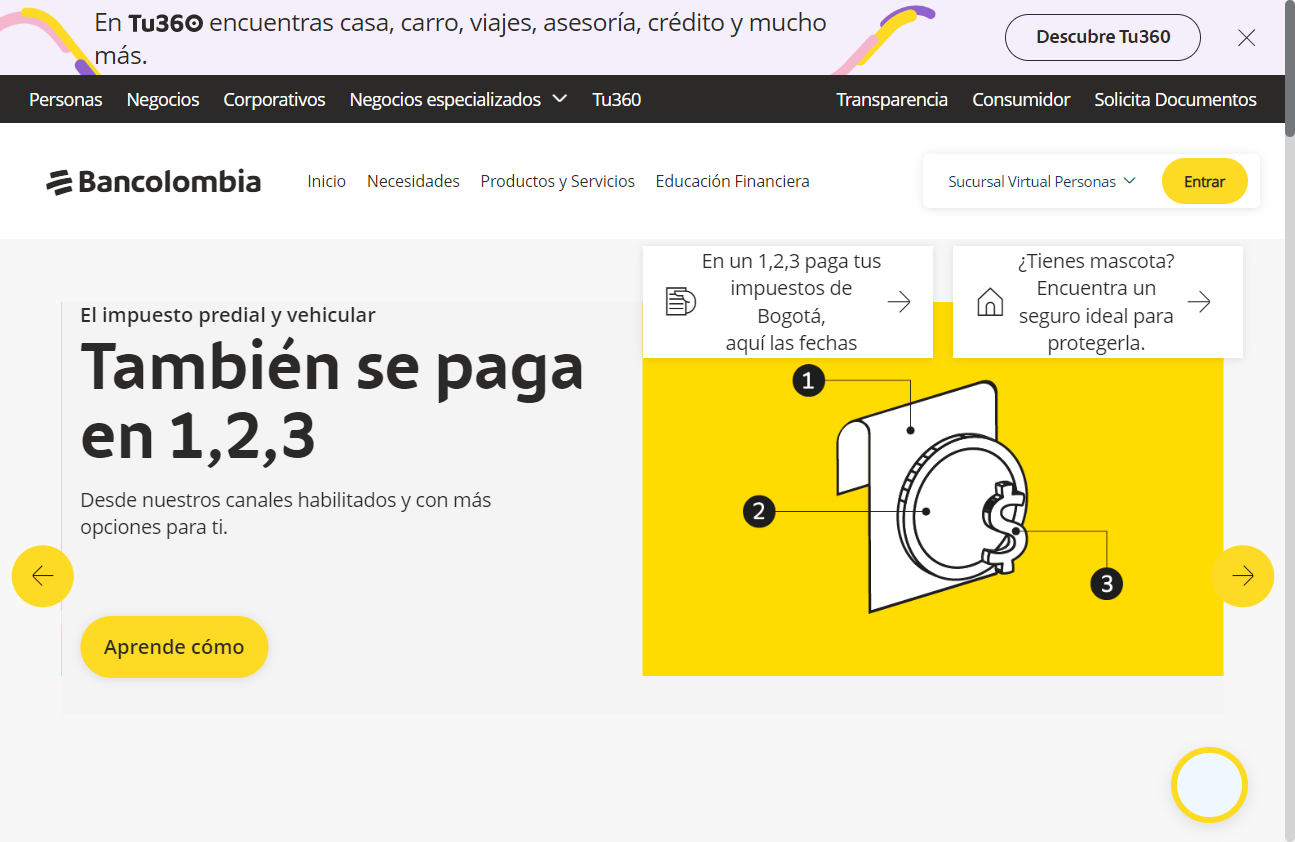 En Tu360 encuentras casa, carro, viajes, asesoría, crédito y mucho
más.
Descubre Tu360
Personas Negocios Corporativos Negocios especializados Tu360 Transparencia Consumidor Solicita Documentos
Bancolombia Inicio Necesidades Productos y Servicios Educación Financiera Sucursal Virtual Personas Entrar
En un 1,2,3 paga tus
impuestos de
Bogotá,
aquí las fechas
¿Tienes mascota?
Encuentra un
seguro ideal para
protegerla.
El impuesto predial y vehicular
También se paga
en 1,2,3
Desde nuestros canales habilitados y con más
opciones para ti.
Aprende cómo
1
2
3